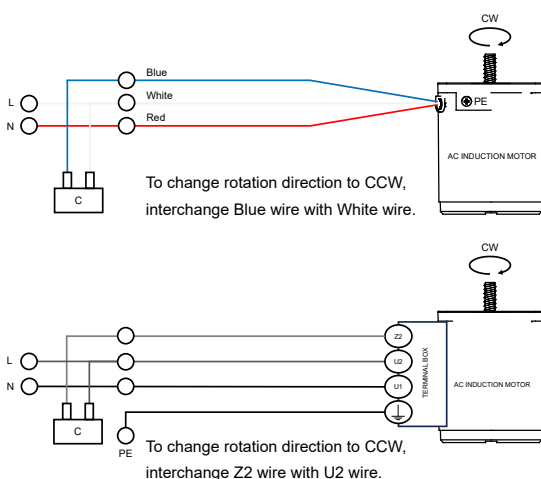 CW
Blue
L
White
PE
N
Red
AC INDUCTION MOTOR
C
To change rotation direction to CCW,
interchange Blue wire with White wire.
CW
Z2
L
U2
N
U1
TERMINAL BOX
AC INDUCTION MOTOR
C
PE
To change rotation direction to CCW,
interchange Z2 wire with U2 wire.